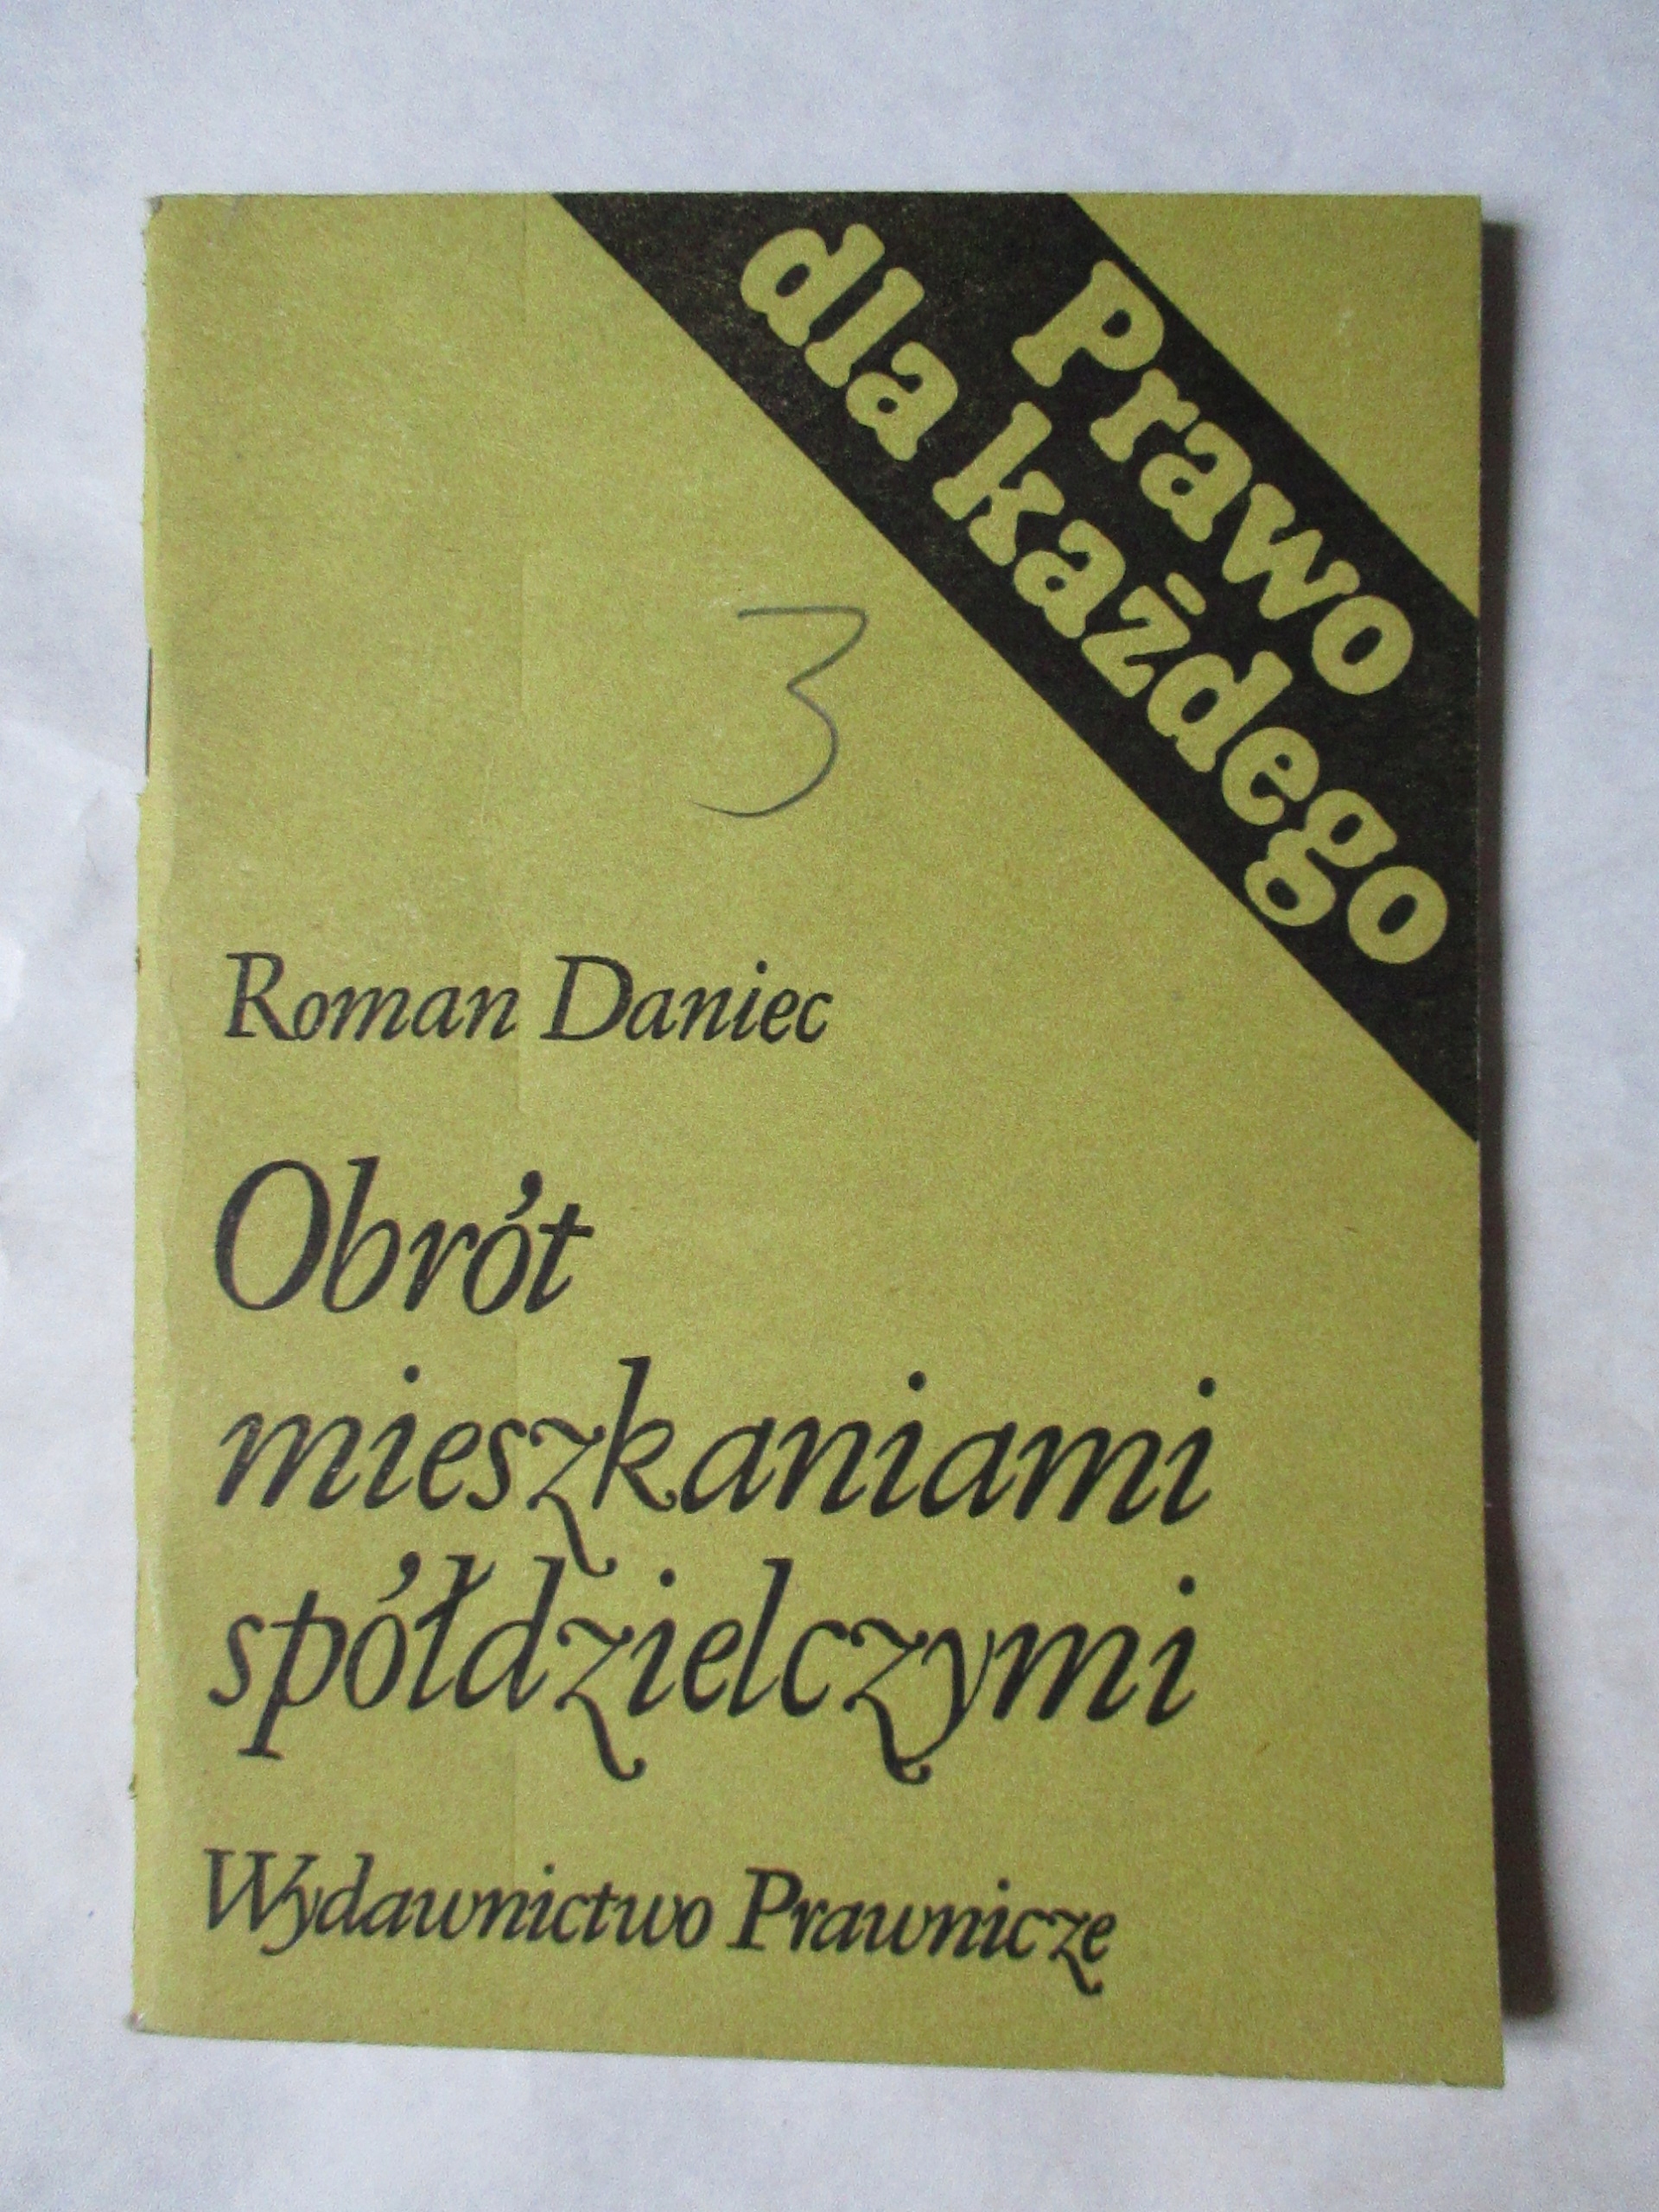 Prawo
dla każdego
3
Roman Daniec
Obrót
mieszkaniami
spółdzielczymi
Wydawnictwo Prawnicze